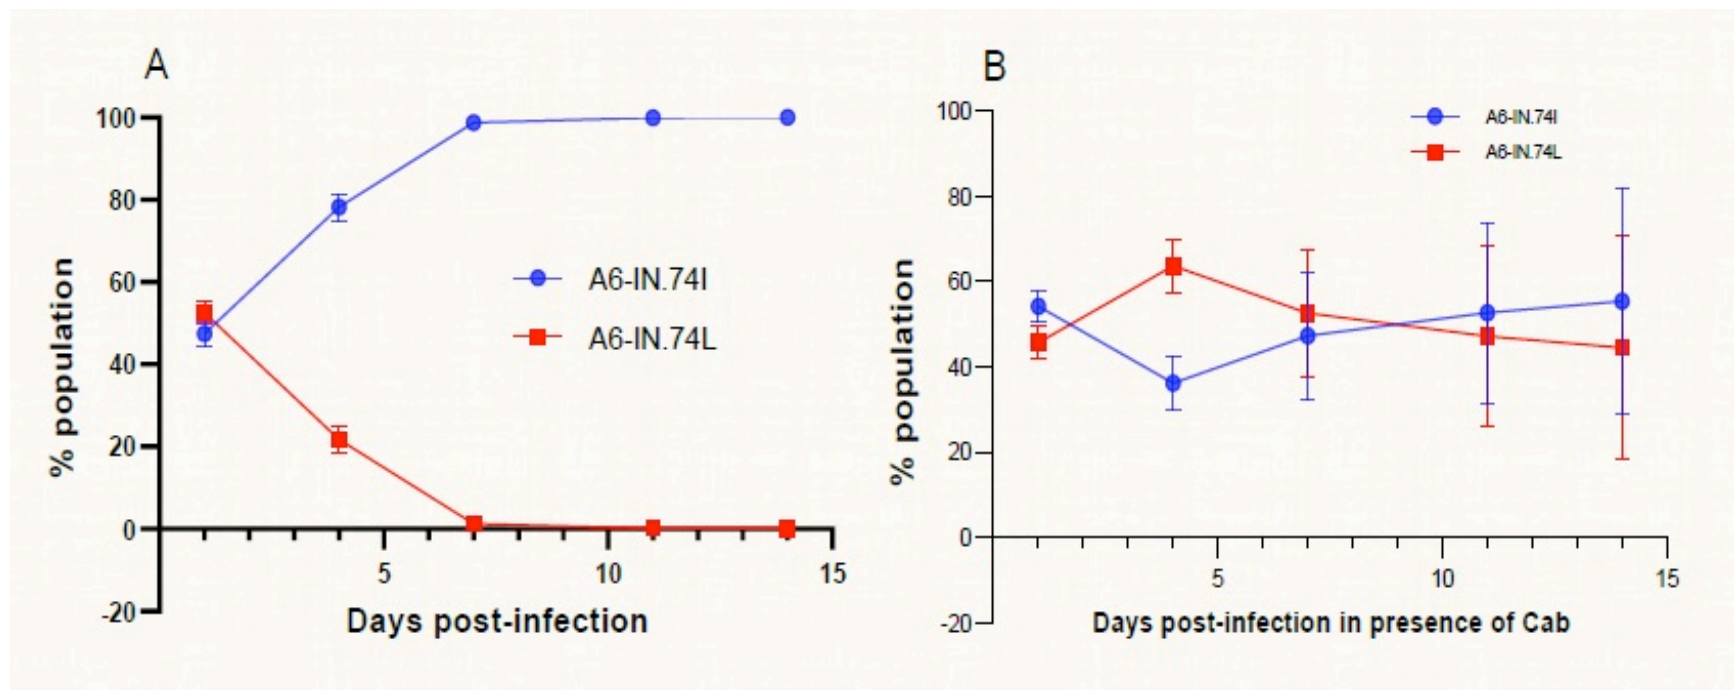 A
100
80
60
40
20
0
-20
5
10
15
% population
Days post-infection
A6-IN.74I
A6-IN.74L
B
100
80
60
40
20
0
-20
5
10
15
% population
Days post-infection in presence of Cab
A6-IN.74I
A6-IN.74L